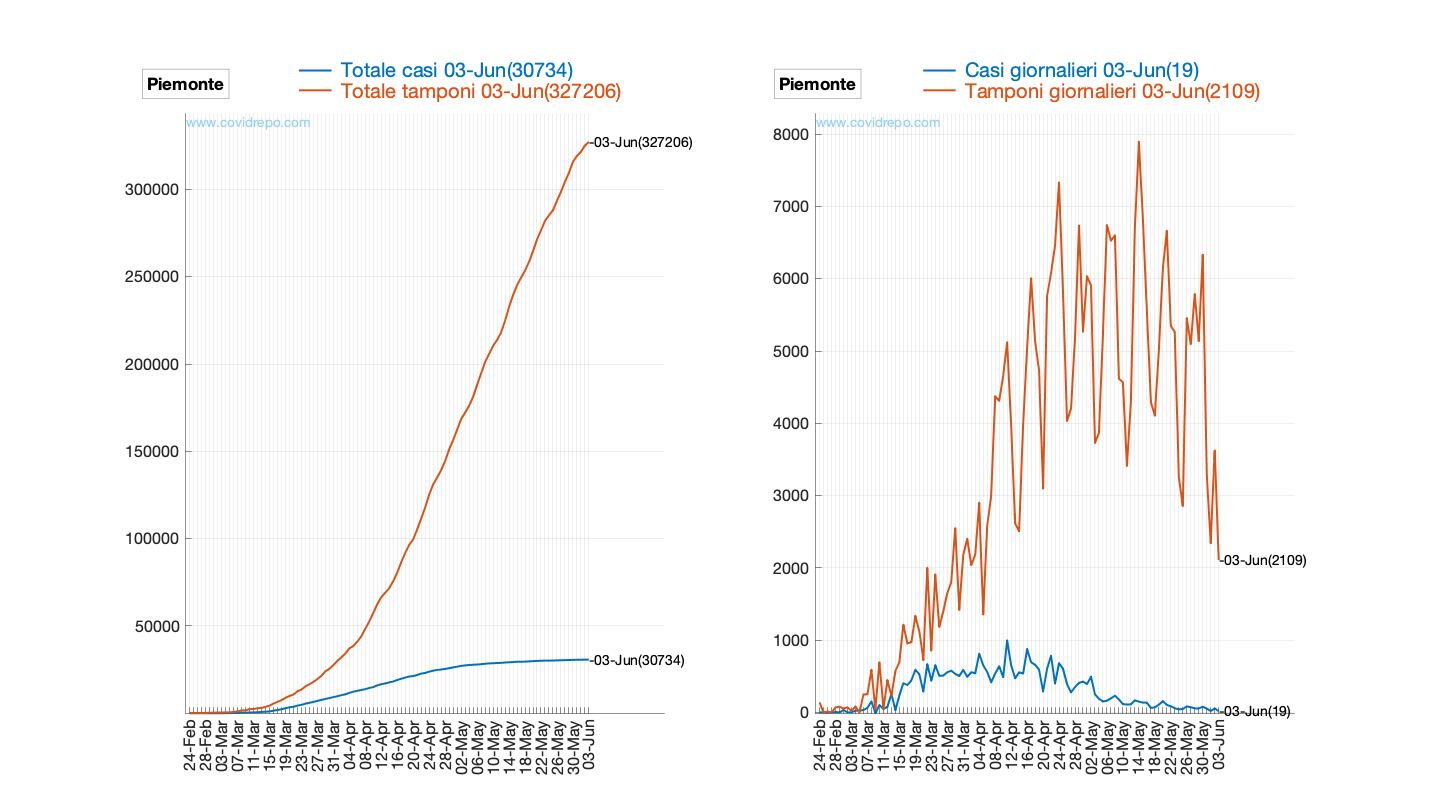 Piemonte
Totale casi 03-Jun(30734)
Totale tamponi 03-Jun(327206)
www.covidrepo.com
-03-Jun(327206)
300000
250000
200000
150000
100000
50000
-03-Jun(30734)
24-Feb
28-Feb
03-Mar
07-Mar
11-Mar
15-Mar
19-Mar
23-Mar
27-Mar
31-Mar
04-Apr
08-Apr
12-Apr
16-Apr
20-Apr
24-Apr
28-Apr
02-May
06-May
10-May
14-May
18-May
22-May
26-May
30-May
03-Jun
Piemonte
Casi giornalieri 03-Jun(19)
Tamponi giornalieri 03-Jun(2109)
www.covidrepo.com
8000
7000
6000
5000
4000
3000
2000
1000
0
-03-Jun(2109)
-03-Jun(19)
24-Feb
28-Feb
03-Mar
07-Mar
11-Mar
15-Mar
19-Mar
23-Mar
27-Mar
31-Mar
04-Apr
08-Apr
12-Apr
16-Apr
20-Apr
24-Apr
28-Apr
02-May
06-May
10-May
14-May
18-May
22-May
26-May
30-May
03-Jun